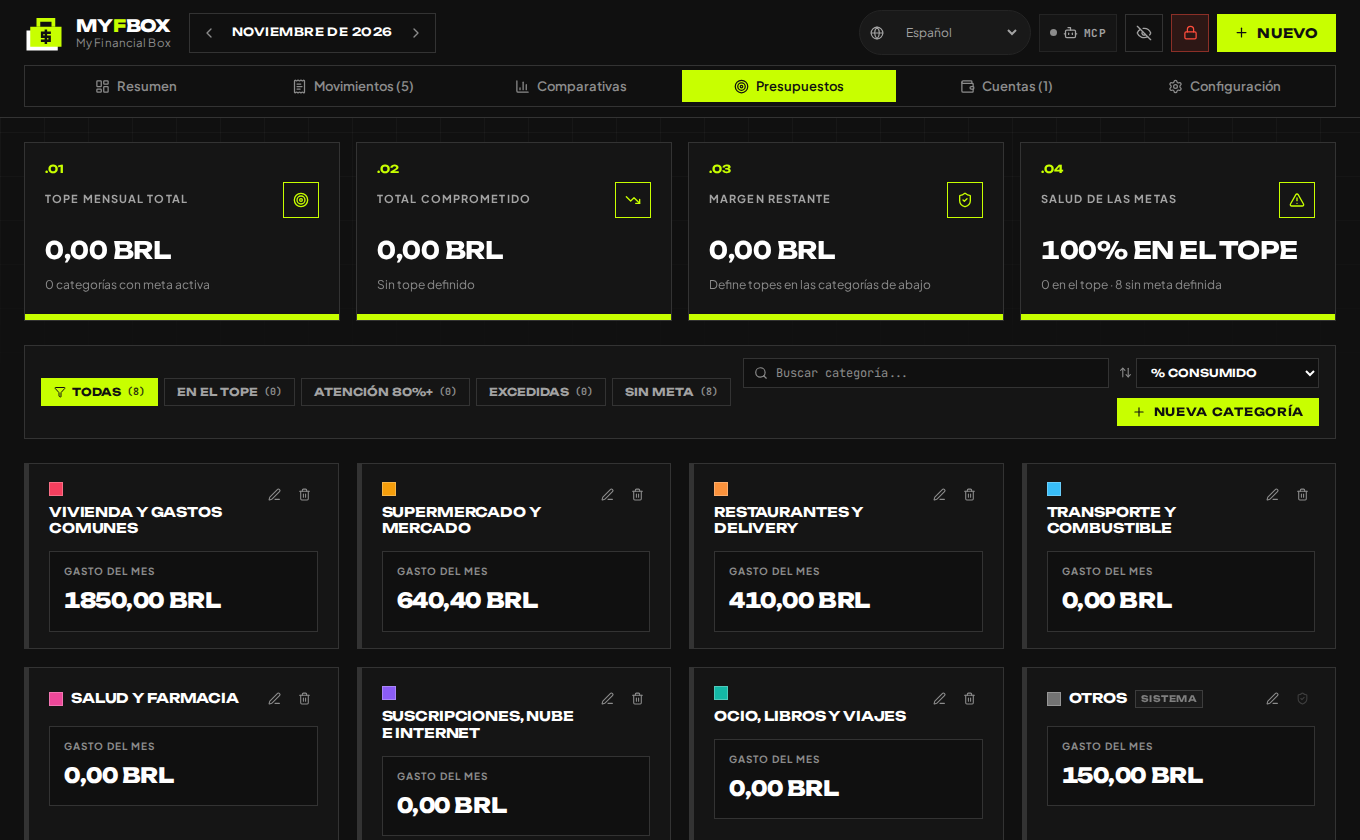 MYFBOX
My Financial Box
NOVIEMBRE DE 2026
Español
MCP
NUEVO
Resumen
Movimientos (5)
Comparativas
Presupuestos
Cuentas (1)
Configuración
.01
TOPE MENSUAL TOTAL
0,00 BRL
0 categorías con meta activa
.02
TOTAL COMPROMETIDO
0,00 BRL
Sin tope definido
.03
MARGEN RESTANTE
0,00 BRL
Define topes en las categorías de abajo
.04
SALUD DE LAS METAS
100% EN EL TOPE
0 en el tope · 8 sin meta definida
TODAS (8)
EN EL TOPE (0)
ATENCIÓN 80%+ (0)
EXCEDIDAS (0)
SIN META (8)
Buscar categoría...
% CONSUMIDO
NUEVA CATEGORÍA
VIVIENDA Y GASTOS
COMUNES
GASTO DEL MES
1850,00 BRL
SUPERMERCADO Y
MERCADO
GASTO DEL MES
640,40 BRL
RESTAURANTES Y
DELIVERY
GASTO DEL MES
410,00 BRL
TRANSPORTE Y
COMBUSTIBLE
GASTO DEL MES
0,00 BRL
SALUD Y FARMACIA
GASTO DEL MES
0,00 BRL
SUSCRIPCIONES, NUBE
E INTERNET
GASTO DEL MES
0,00 BRL
OCIO, LIBROS Y VIAJES
GASTO DEL MES
0,00 BRL
OTROS
SISTEMA
GASTO DEL MES
150,00 BRL